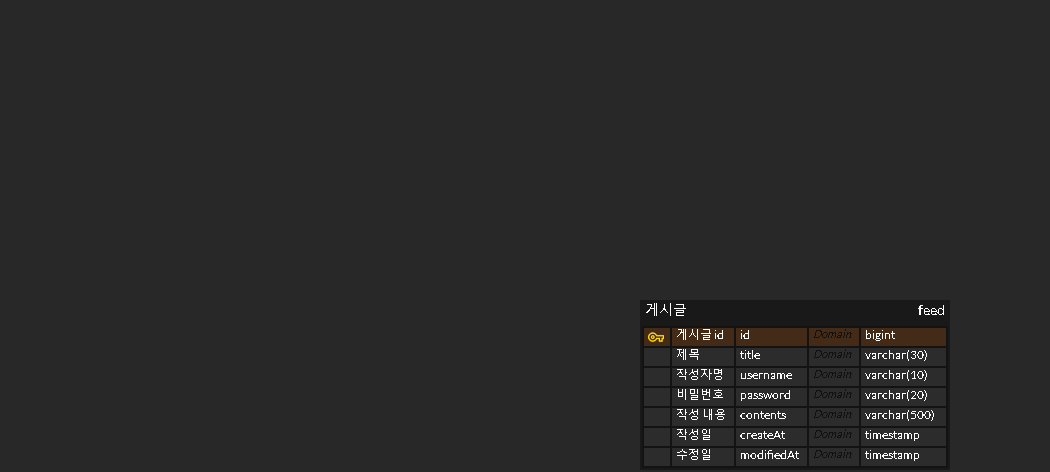 게시글 feed
게시글 id id Domain bigint
제목 title Domain varchar(30)
작성자명 username Domain varchar(10)
비밀번호 password Domain varchar(20)
작성 내용 contents Domain varchar(500)
작성일 createAt Domain timestamp
수정일 modifiedAt Domain timestamp